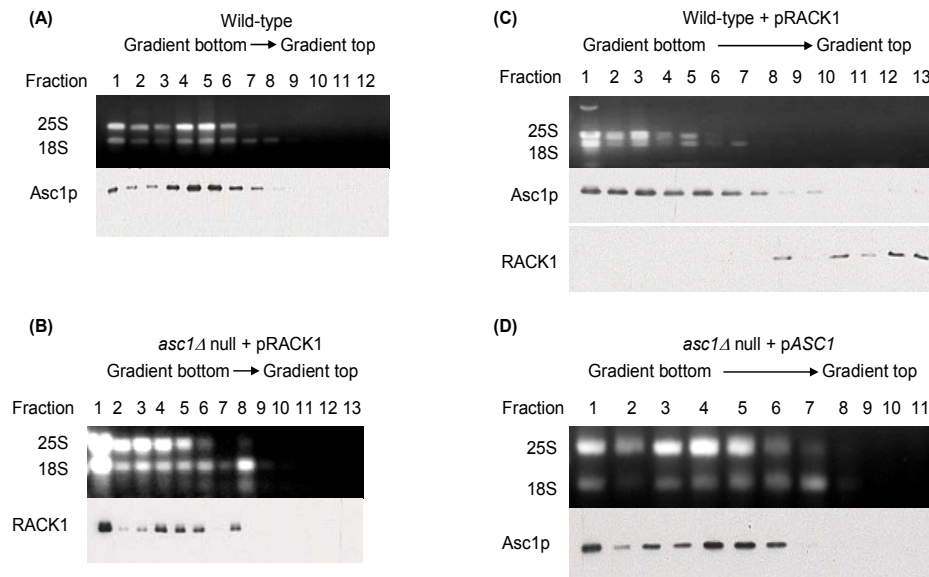 (A)
Wild-type
Gradient bottom → Gradient top
Fraction 1 2 3 4 5 6 7 8 9 10 11 12
25S
18S
Asc1p
(B)
asc1Δ null + pRACK1
Gradient bottom → Gradient top
Fraction 1 2 3 4 5 6 7 8 9 10 11 12 13
25S
18S
RACK1
(C)
Wild-type + pRACK1
Gradient bottom → Gradient top
Fraction 1 2 3 4 5 6 7 8 9 10 11 12 13
25S
18S
Asc1p
RACK1
(D)
asc1Δ null + pASC1
Gradient bottom → Gradient top
Fraction 1 2 3 4 5 6 7 8 9 10 11
25S
18S
Asc1p